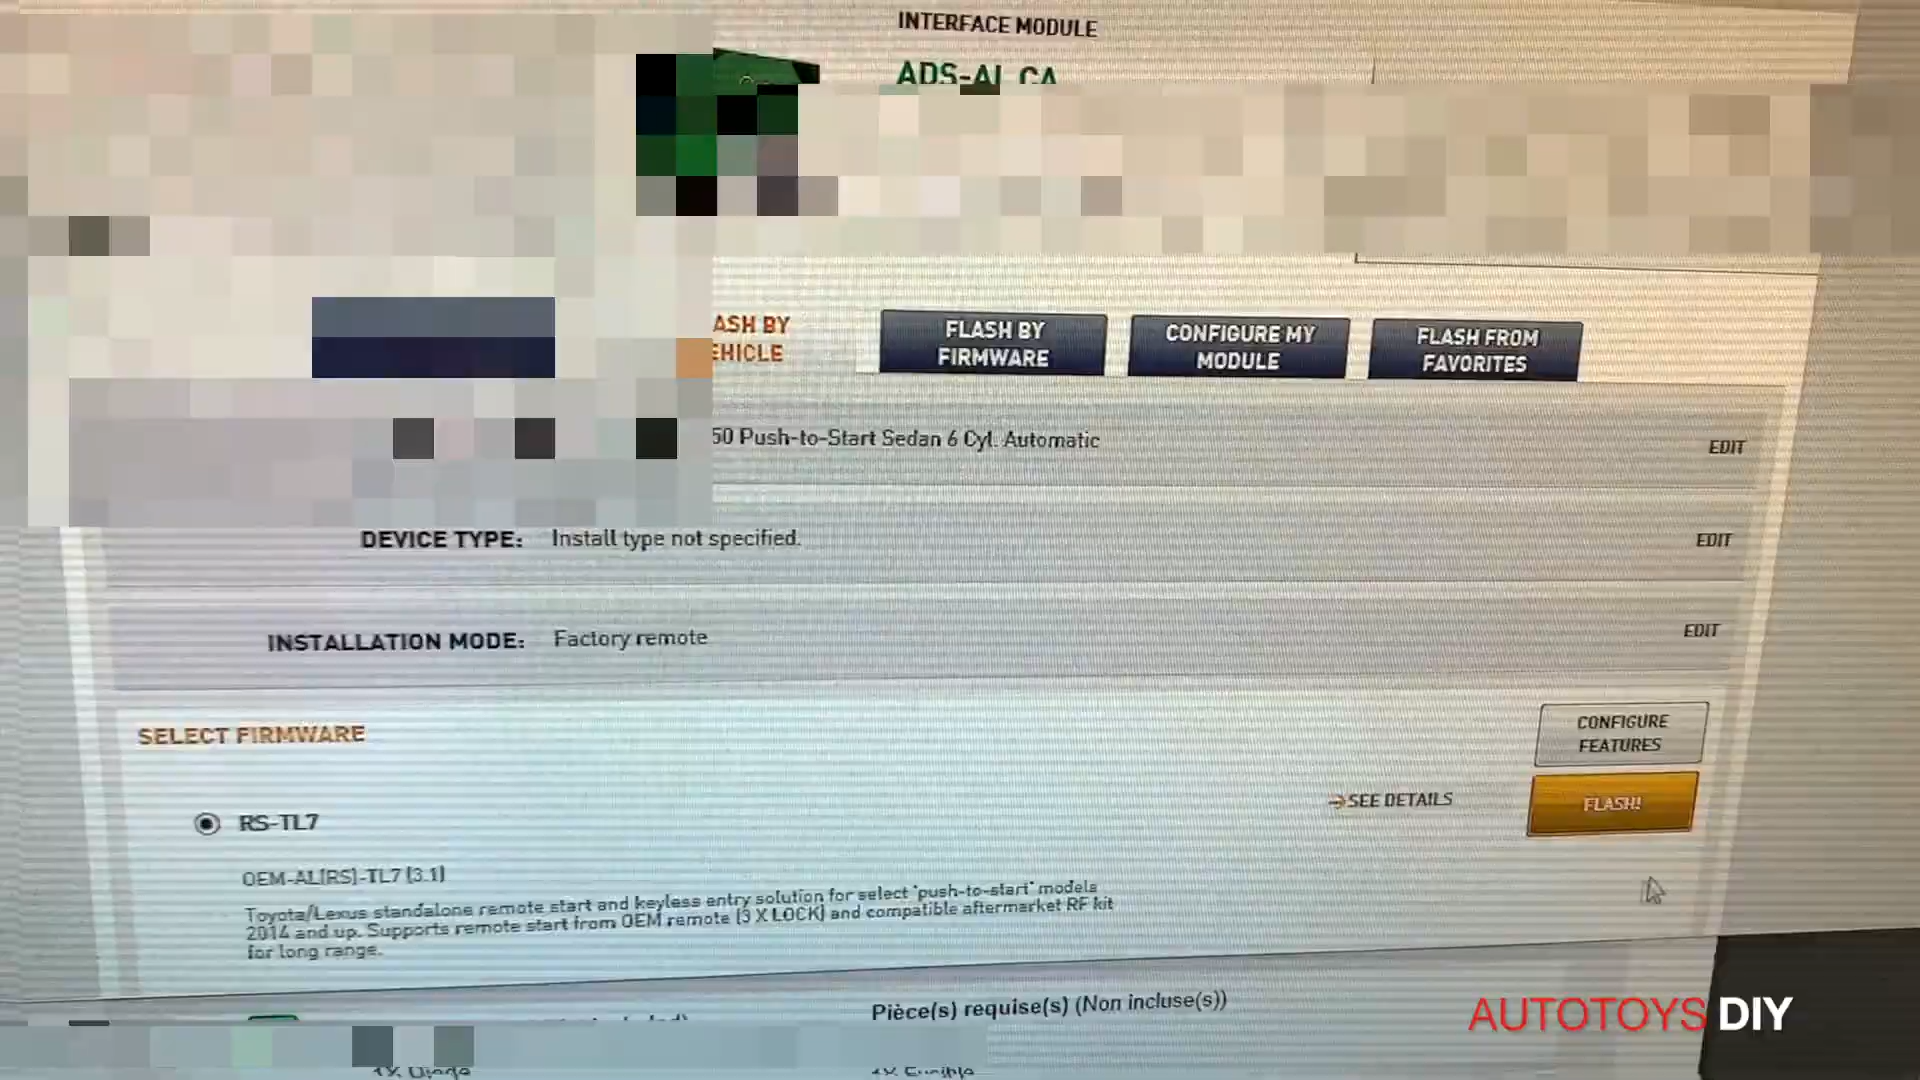 INTERFACE MODULE
ADS-AL CA
ASH BY
EHICLE
FLASH BY
FIRMWARE
CONFIGURE MY
MODULE
FLASH FROM
FAVORITES
50 Push-to-Start Sedan 6 Cyl. Automatic
EDIT
DEVICE TYPE: Install type not specified.
EDIT
INSTALLATION MODE: Factory remote
EDIT
SELECT FIRMWARE
CONFIGURE
FEATURES
RS-TL7
SEE DETAILS
FLASH!
OEM-AL(RS)-TL7 [3.1]
Toyota/Lexus standalone remote start and keyless entry solution for select 'push-to-start' models
2014 and up. Supports remote start from OEM remote (3 X LOCK) and compatible aftermarket RF kit
for long range.
Pièce(s) requise(s) (Non incluse(s))
AUTOTOYS DIY